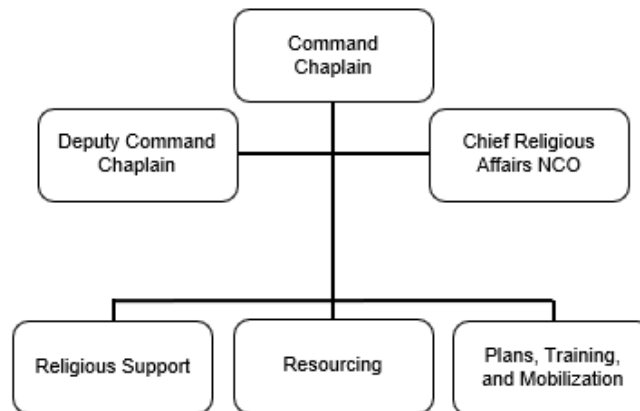 Command
Chaplain
Deputy Command
Chaplain
Chief Religious
Affairs NCO
Religious Support
Resourcing
Plans, Training,
and Mobilization